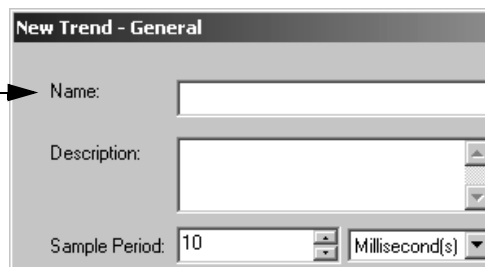 New Trend - General
Name:
Description:
Sample Period: 10 Millisecond(s)